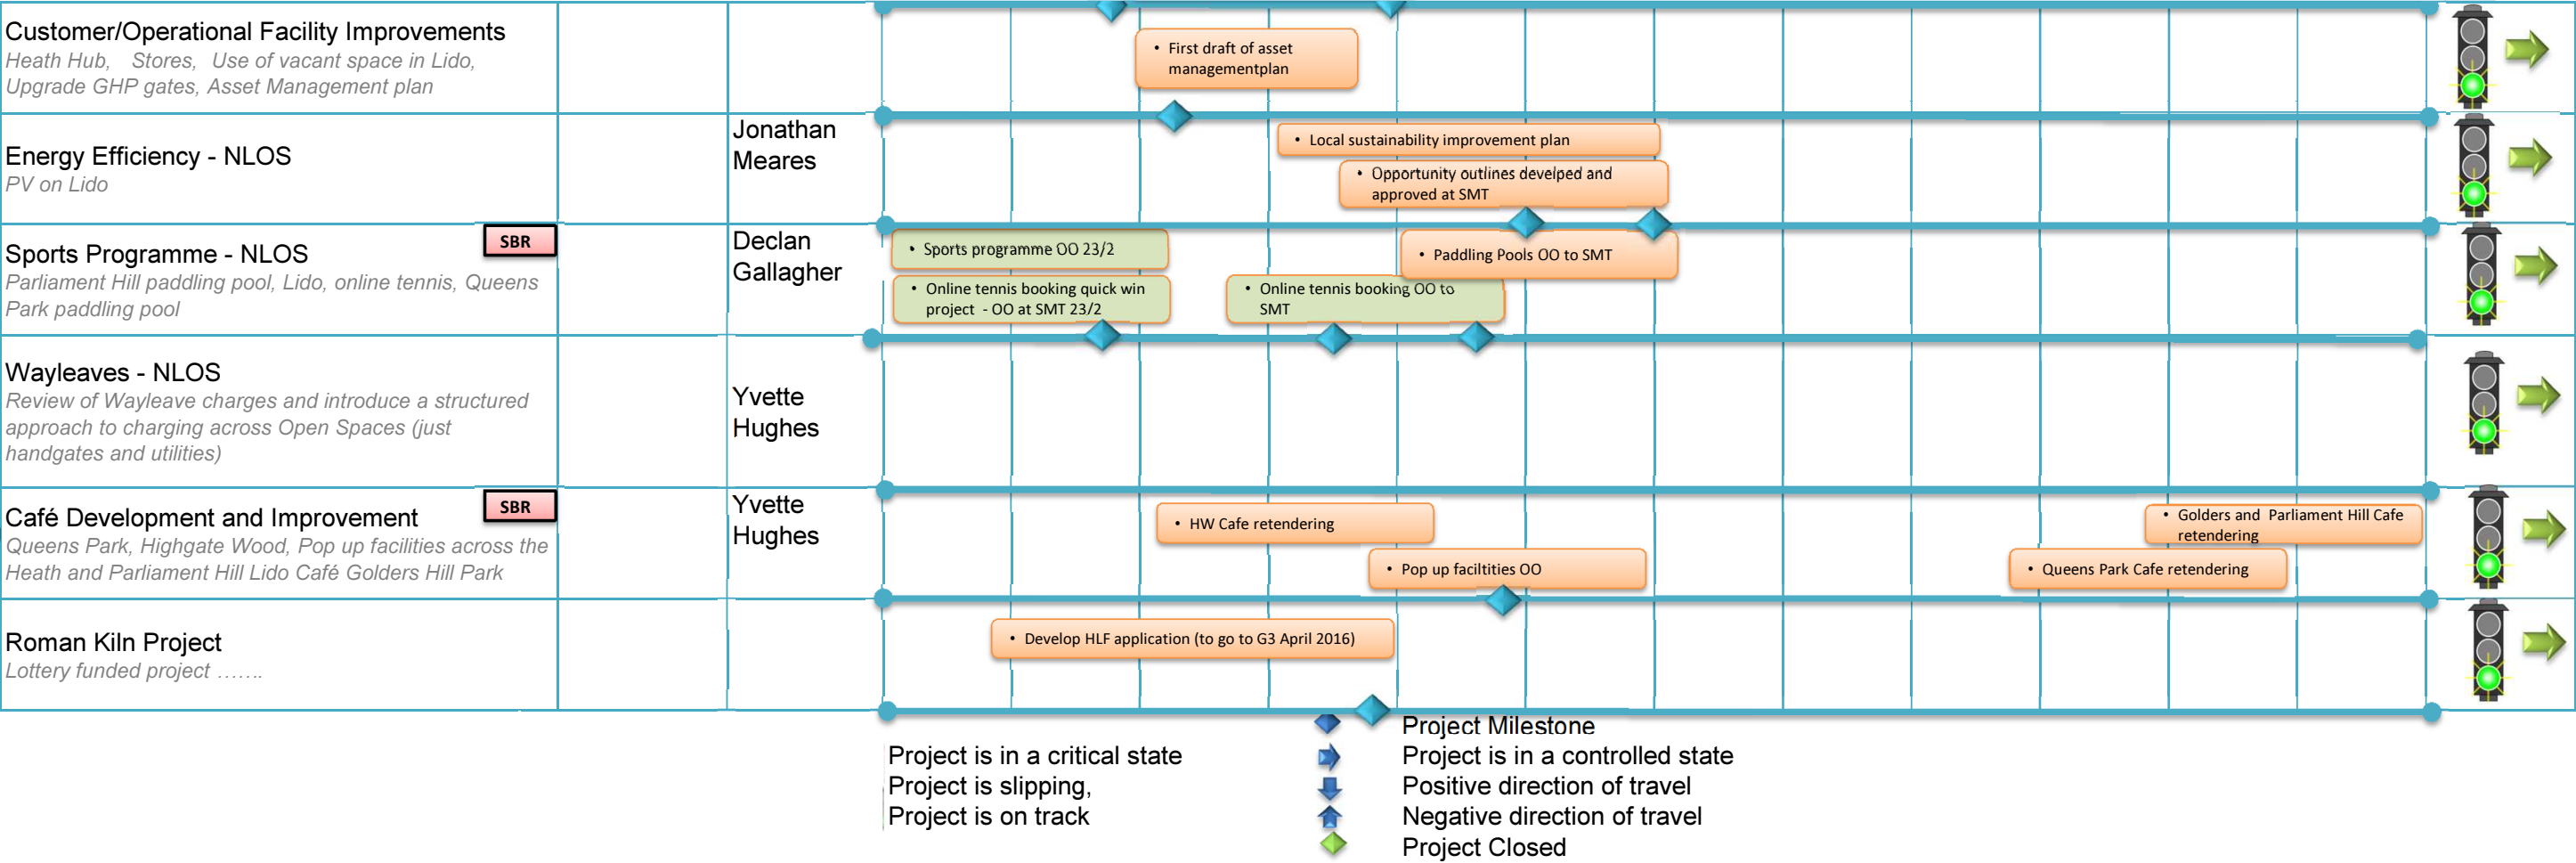 Customer/Operational Facility Improvements
Heath Hub, Stores, Use of vacant space in Lido,
Upgrade GHP gates, Asset Management plan
• First draft of asset
managementplan
Energy Efficiency - NLOS
PV on Lido
Jonathan
Meares
• Local sustainability improvement plan
• Opportunity outlines develped and
approved at SMT
Sports Programme - NLOS
SBR
Parliament Hill paddling pool, Lido, online tennis, Queens
Park paddling pool
Declan
Gallagher
• Sports programme OO 23/2
• Online tennis booking quick win
project - OO at SMT 23/2
• Online tennis booking OO to
SMT
• Paddling Pools OO to SMT
Wayleaves - NLOS
Review of Wayleave charges and introduce a structured
approach to charging across Open Spaces (just
handgates and utilities)
Yvette
Hughes
Café Development and Improvement
SBR
Queens Park, Highgate Wood, Pop up facilities across the
Heath and Parliament Hill Lido Café Golders Hill Park
Yvette
Hughes
• HW Cafe retendering
• Pop up faciltities OO
• Golders and Parliament Hill Cafe
retendering
• Queens Park Cafe retendering
Roman Kiln Project
Lottery funded project …….
• Develop HLF application (to go to G3 April 2016)
Project is in a critical state
Project is slipping,
Project is on track
Project Milestone
Project is in a controlled state
Positive direction of travel
Negative direction of travel
Project Closed